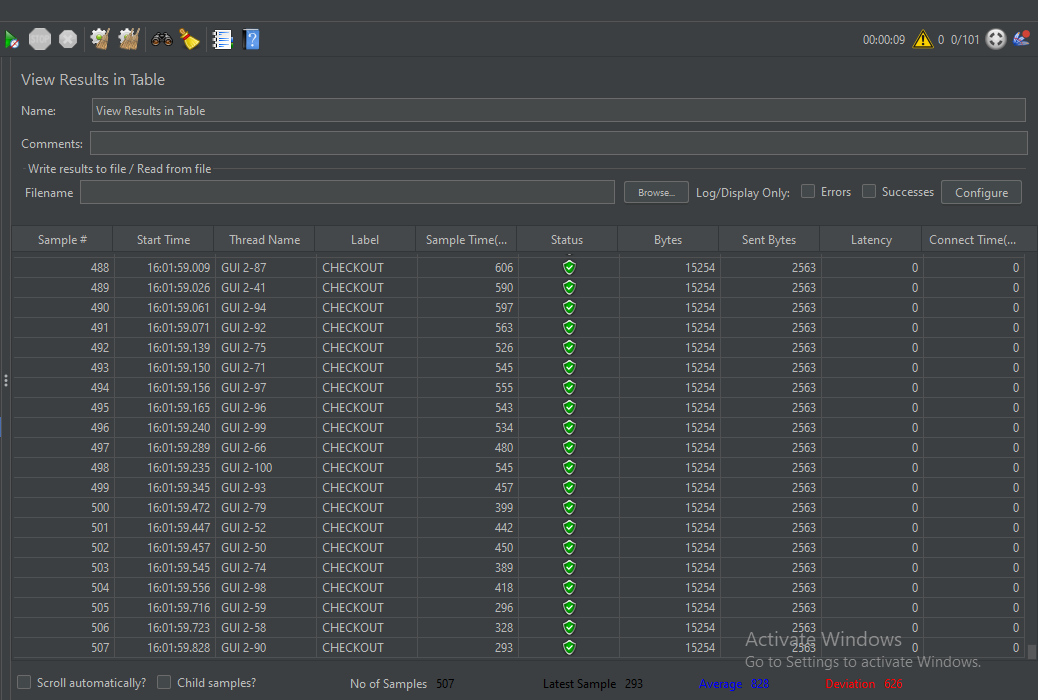 STOP
00:00:09 0 0/101
View Results in Table
Name: View Results in Table
Comments:
Write results to file / Read from file
Filename Browse... Log/Display Only: Errors Successes Configure
Sample # Start Time Thread Name Label Sample Time(... Status Bytes Sent Bytes Latency Connect Time(...
488 16:01:59.009 GUI 2-87 CHECKOUT 606 15254 2563 0 0
489 16:01:59.026 GUI 2-41 CHECKOUT 590 15254 2563 0 0
490 16:01:59.061 GUI 2-94 CHECKOUT 597 15254 2563 0 0
491 16:01:59.071 GUI 2-92 CHECKOUT 563 15254 2563 0 0
492 16:01:59.139 GUI 2-75 CHECKOUT 526 15254 2563 0 0
493 16:01:59.150 GUI 2-71 CHECKOUT 545 15254 2563 0 0
494 16:01:59.156 GUI 2-97 CHECKOUT 555 15254 2563 0 0
495 16:01:59.165 GUI 2-96 CHECKOUT 543 15254 2563 0 0
496 16:01:59.240 GUI 2-99 CHECKOUT 534 15254 2563 0 0
497 16:01:59.289 GUI 2-66 CHECKOUT 480 15254 2563 0 0
498 16:01:59.235 GUI 2-100 CHECKOUT 545 15254 2563 0 0
499 16:01:59.345 GUI 2-93 CHECKOUT 457 15254 2563 0 0
500 16:01:59.472 GUI 2-79 CHECKOUT 399 15254 2563 0 0
501 16:01:59.447 GUI 2-52 CHECKOUT 442 15254 2563 0 0
502 16:01:59.457 GUI 2-50 CHECKOUT 450 15254 2563 0 0
503 16:01:59.545 GUI 2-74 CHECKOUT 389 15254 2563 0 0
504 16:01:59.556 GUI 2-98 CHECKOUT 418 15254 2563 0 0
505 16:01:59.716 GUI 2-59 CHECKOUT 296 15254 2563 0 0
506 16:01:59.723 GUI 2-58 CHECKOUT 328 15254 2563 0 0
507 16:01:59.828 GUI 2-90 CHECKOUT 293 15254 2563 0 0
Activate Windows
Go to Settings to activate Windows.
Scroll automatically? Child samples? No of Samples 507 Latest Sample 293 Average 828 Deviation 626